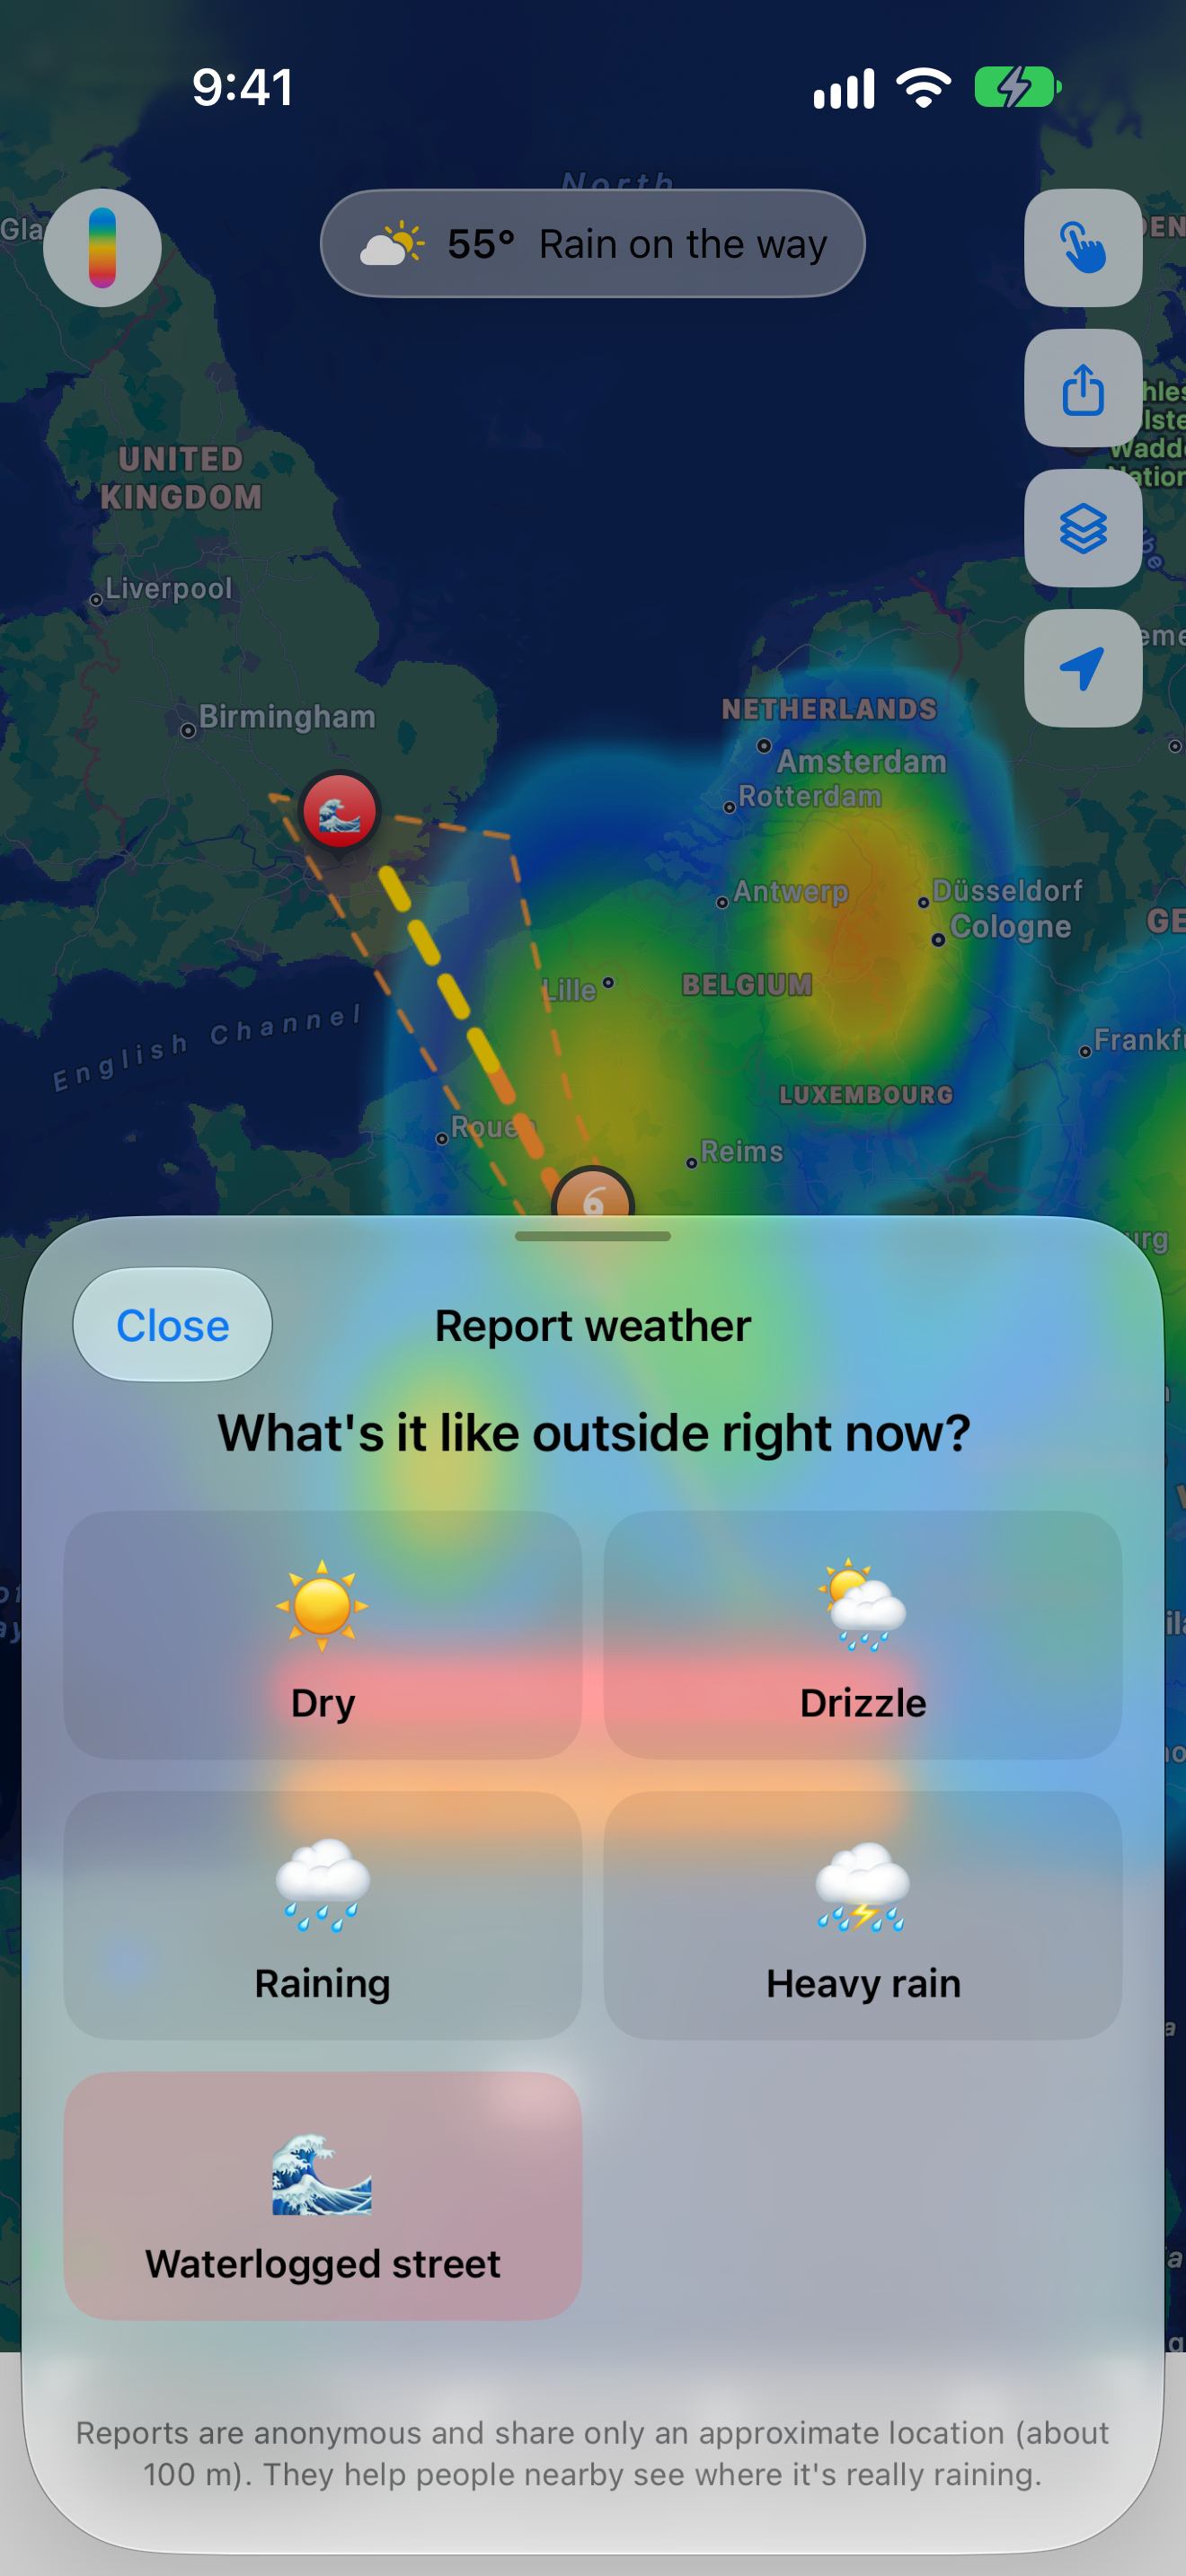 9:41
North
55° Rain on the way
UNITED
KINGDOM
Liverpool
Birmingham
NETHERLANDS
Amsterdam
Rotterdam
Antwerp
Düsseldorf
Cologne
Lille
BELGIUM
English Channel
LUXEMBOURG
Reims
6
Close
Report weather
What's it like outside right now?
Dry
Drizzle
Raining
Heavy rain
Waterlogged street
Reports are anonymous and share only an approximate location (about
100 m). They help people nearby see where it's really raining.